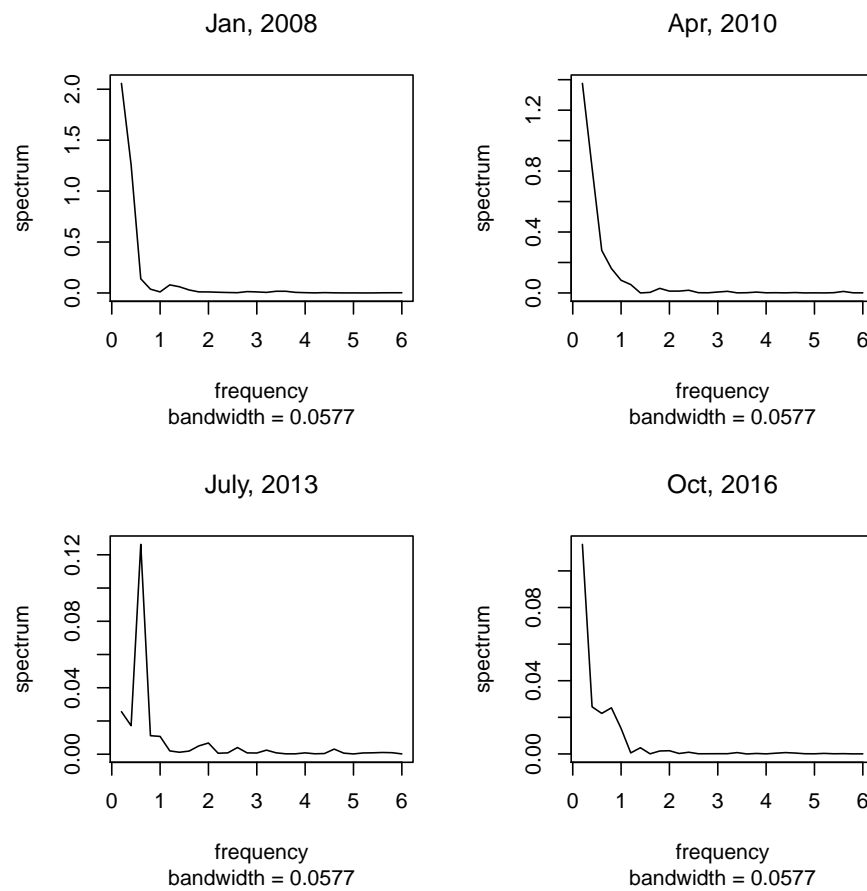 Jan, 2008
spectrum
0.0 0.5 1.0 1.5 2.0
0 1 2 3 4 5 6
frequency
bandwidth = 0.0577
Apr, 2010
spectrum
0.0 0.4 0.8 1.2
0 1 2 3 4 5 6
frequency
bandwidth = 0.0577
July, 2013
spectrum
0.00 0.04 0.08 0.12
0 1 2 3 4 5 6
frequency
bandwidth = 0.0577
Oct, 2016
spectrum
0.00 0.04 0.08
0 1 2 3 4 5 6
frequency
bandwidth = 0.0577